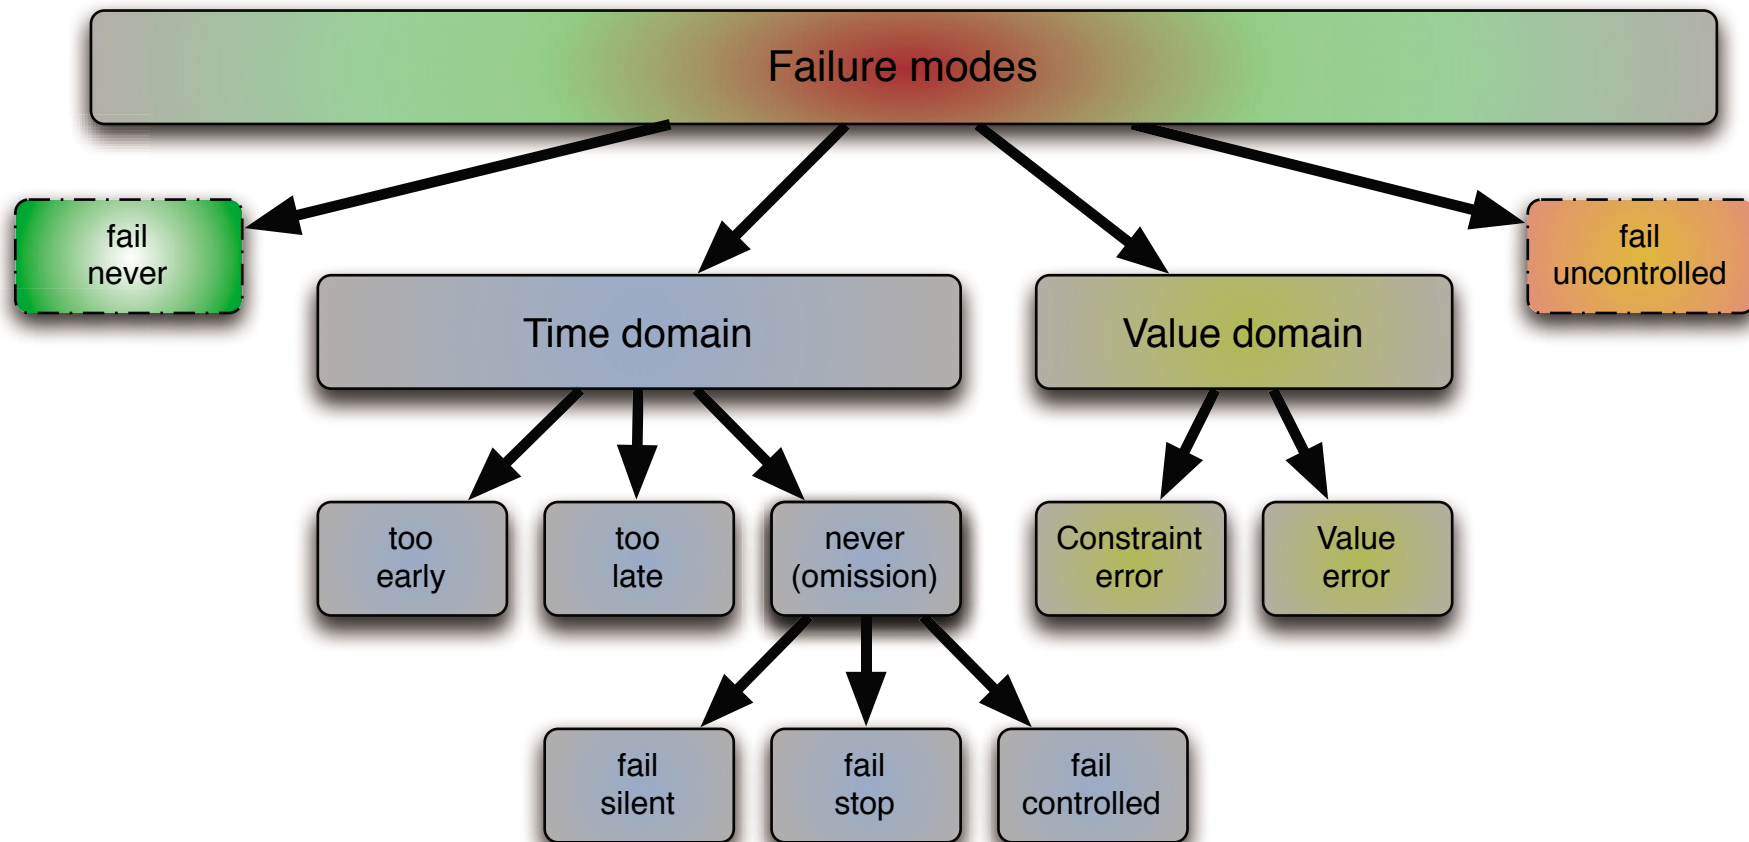 Failure modes
fail
never
fail
uncontrolled
Time domain
Value domain
too
early
too
late
never
(omission)
Constraint
error
Value
error
fail
silent
fail
stop
fail
controlled